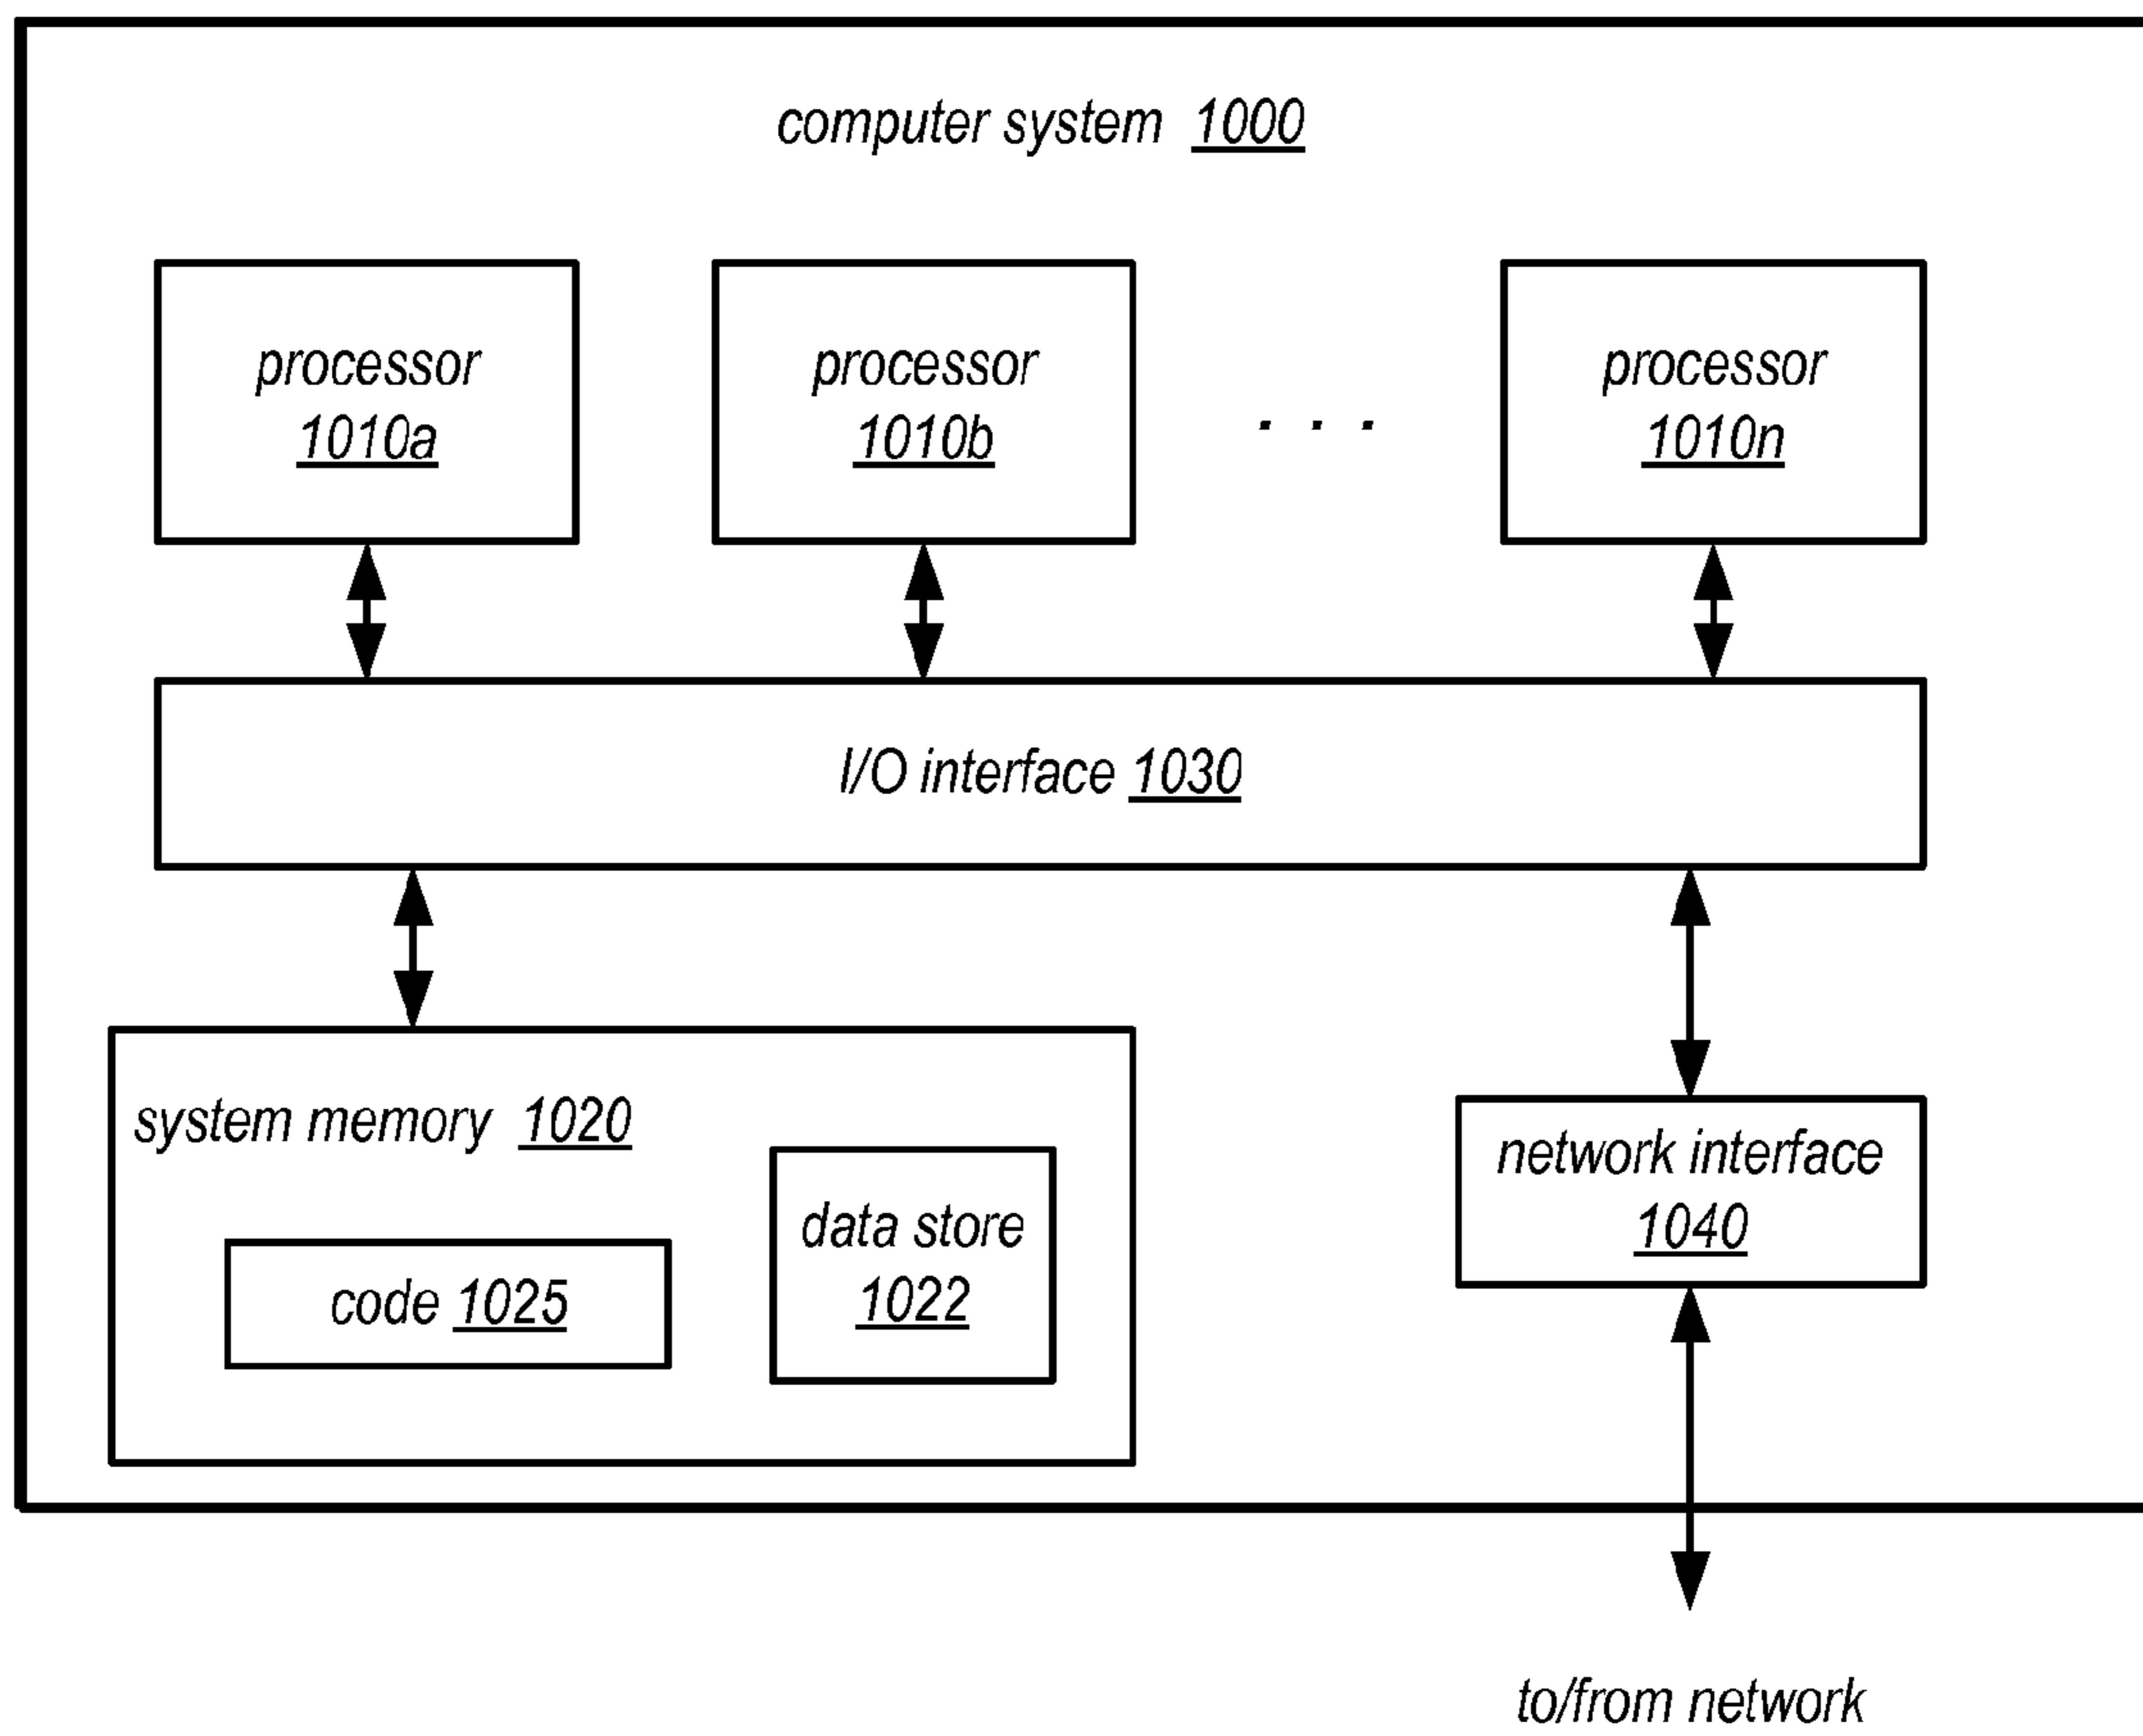 computer system 1000
processor
1010a
processor
1010b
. . .
processor
1010n
I/O interface 1030
system memory 1020
code 1025
data store
1022
network interface
1040
to/from network